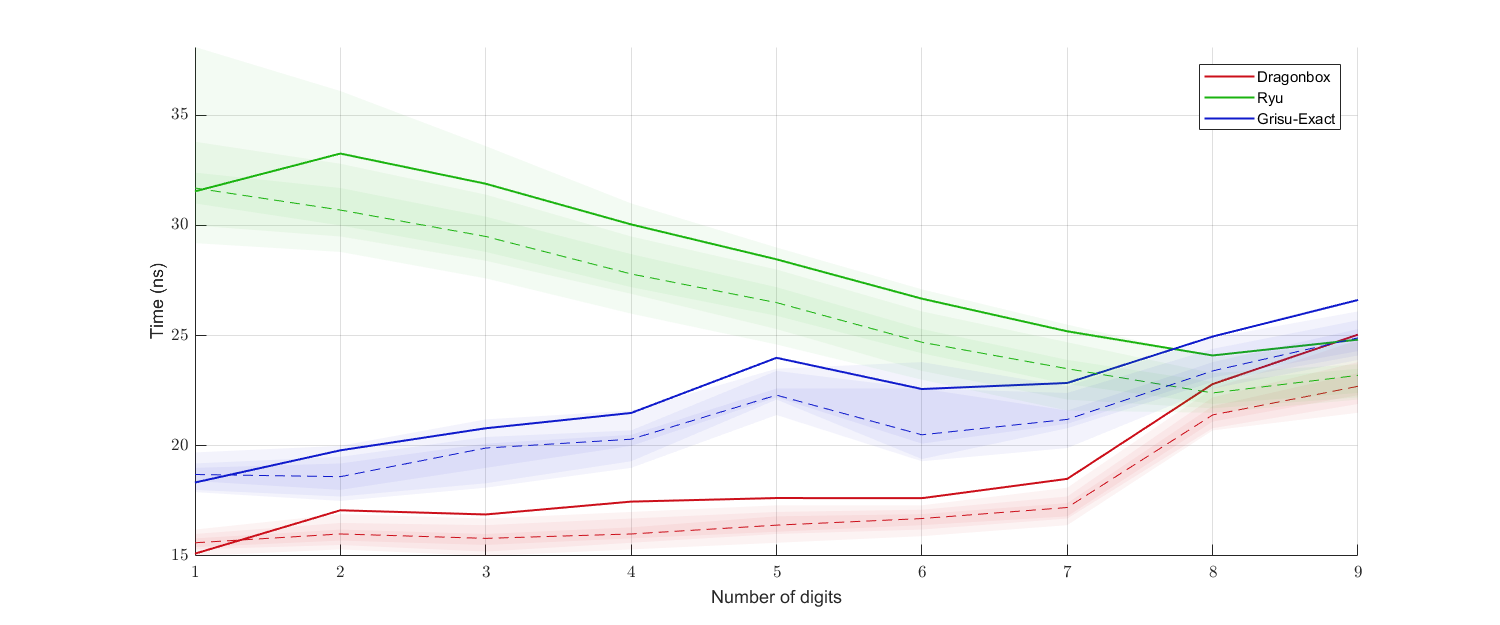 Dragonbox
Ryu
Grisu-Exact
35
30
25
20
15
Time (ns)
1 2 3 4 5 6 7 8 9
Number of digits